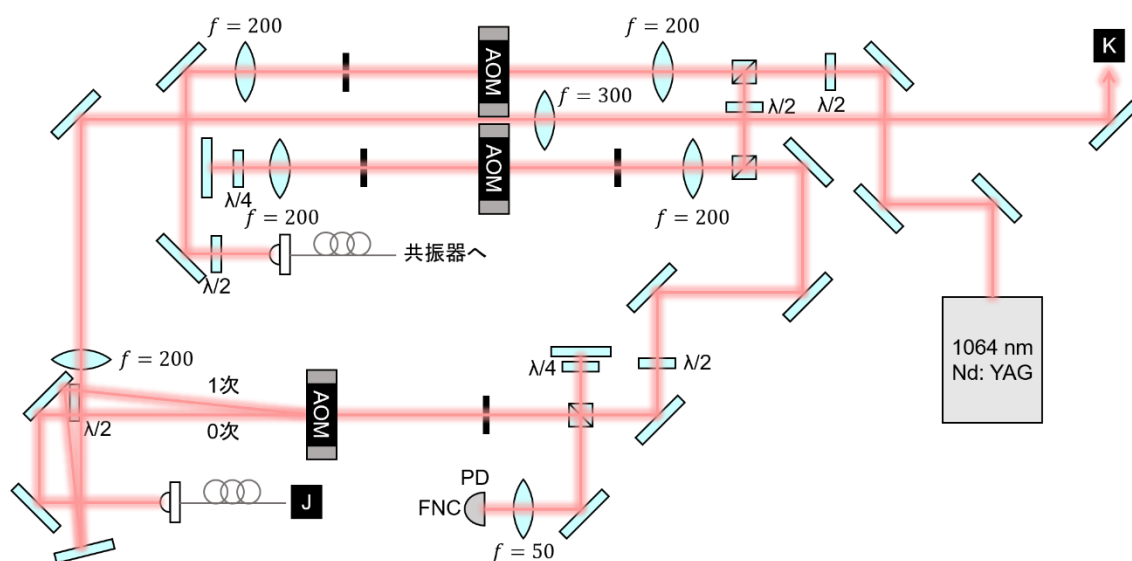 f = 200
f = 200
K
AOM
f = 300
λ/2
λ/2
AOM
λ/4
f = 200
f = 200
共振器へ
λ/2
1064 nm
Nd: YAG
f = 200
λ/4
λ/2
1次
AOM
λ/2
0次
PD
FNC
J
f = 50